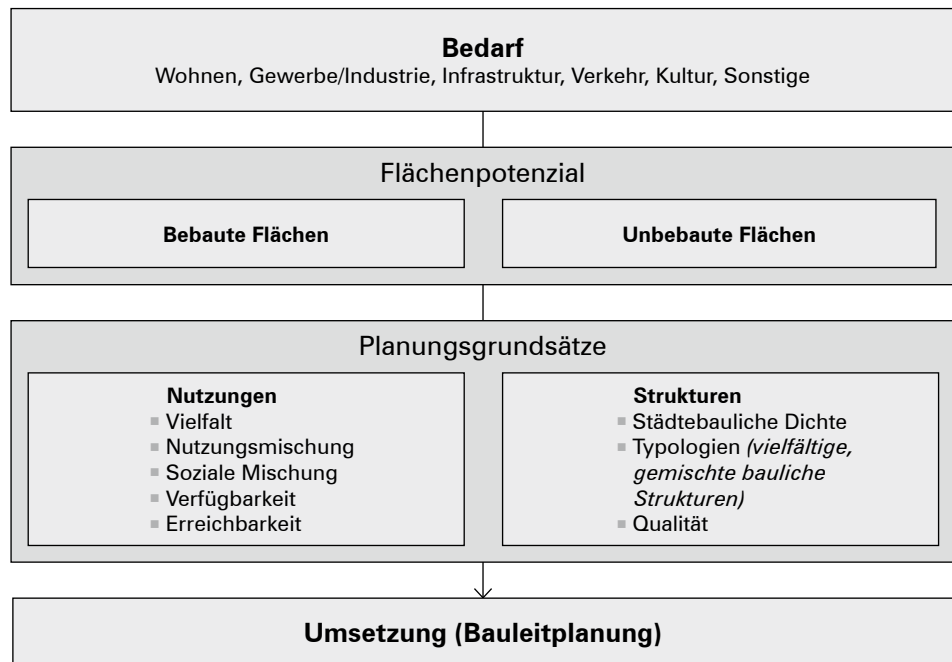 Bedarf
Wohnen, Gewerbe/Industrie, Infrastruktur, Verkehr, Kultur, Sonstige
Flächenpotenzial
Bebaute Flächen
Unbebaute Flächen
Planungsgrundsätze
Nutzungen
Vielfalt
Nutzungsmischung
Soziale Mischung
Verfügbarkeit
Erreichbarkeit
Strukturen
Städtebauliche Dichte
Typologien (vielfältige,
gemischte bauliche
Strukturen)
Qualität
Umsetzung (Bauleitplanung)